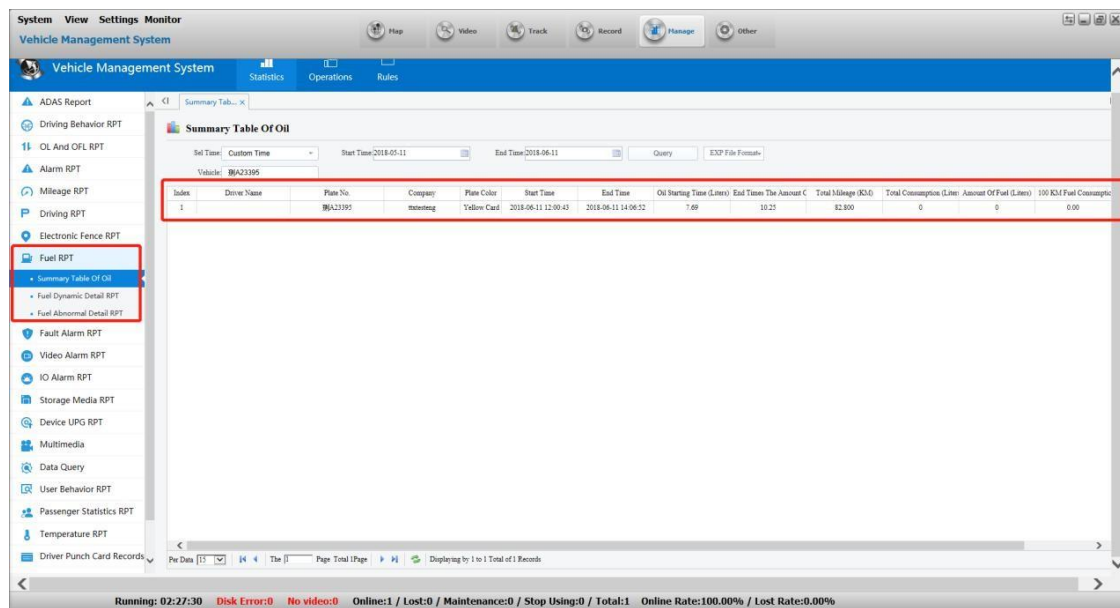 System View Settings Monitor
Vehicle Management System
Map Video Track Record Manage Other
Vehicle Management System
Statistics Operations Rules
ADAS Report
Driving Behavior RPT
OL And OFL RPT
Alarm RPT
Mileage RPT
Driving RPT
Electronic Fence RPT
Fuel RPT
Summary Table Of Oil
Fuel Dynamic Detail RPT
Fuel Abnormal Detail RPT
Fault Alarm RPT
Video Alarm RPT
IO Alarm RPT
Storage Media RPT
Device UPG RPT
Multimedia
Data Query
User Behavior RPT
Passenger Statistics RPT
Temperature RPT
Driver Punch Card Records
Summary Tab... ×
Summary Table Of Oil
Sel Time: Custom Time Start Time:2018-05-11 End Time:2018-06-11 Query EXP File Format
Vehicle: A23395
Index Driver Name Plate No. Company Plate Color Start Time End Time Oil Starting Time (Liters) End Times The Amount C Total Mileage (KM) Total Consumption (Liter Amount Of Fuel (Liters) 100 KM Fuel Consumptic
1 A23395 Yellow Card 2018-06-11 12:00:43 2018-06-11 14:06:52 7.69 10.25 82.800 0 0 0.00
Per Data 15 The 1 Page Total 1Page Displaying by 1 to 1 Total of 1 Records
Running: 02:27:30 Disk Error:0 No video:0 Online:1 / Lost:0 / Maintenance:0 / Stop Using:0 / Total:1 Online Rate:100.00% / Lost Rate:0.00%